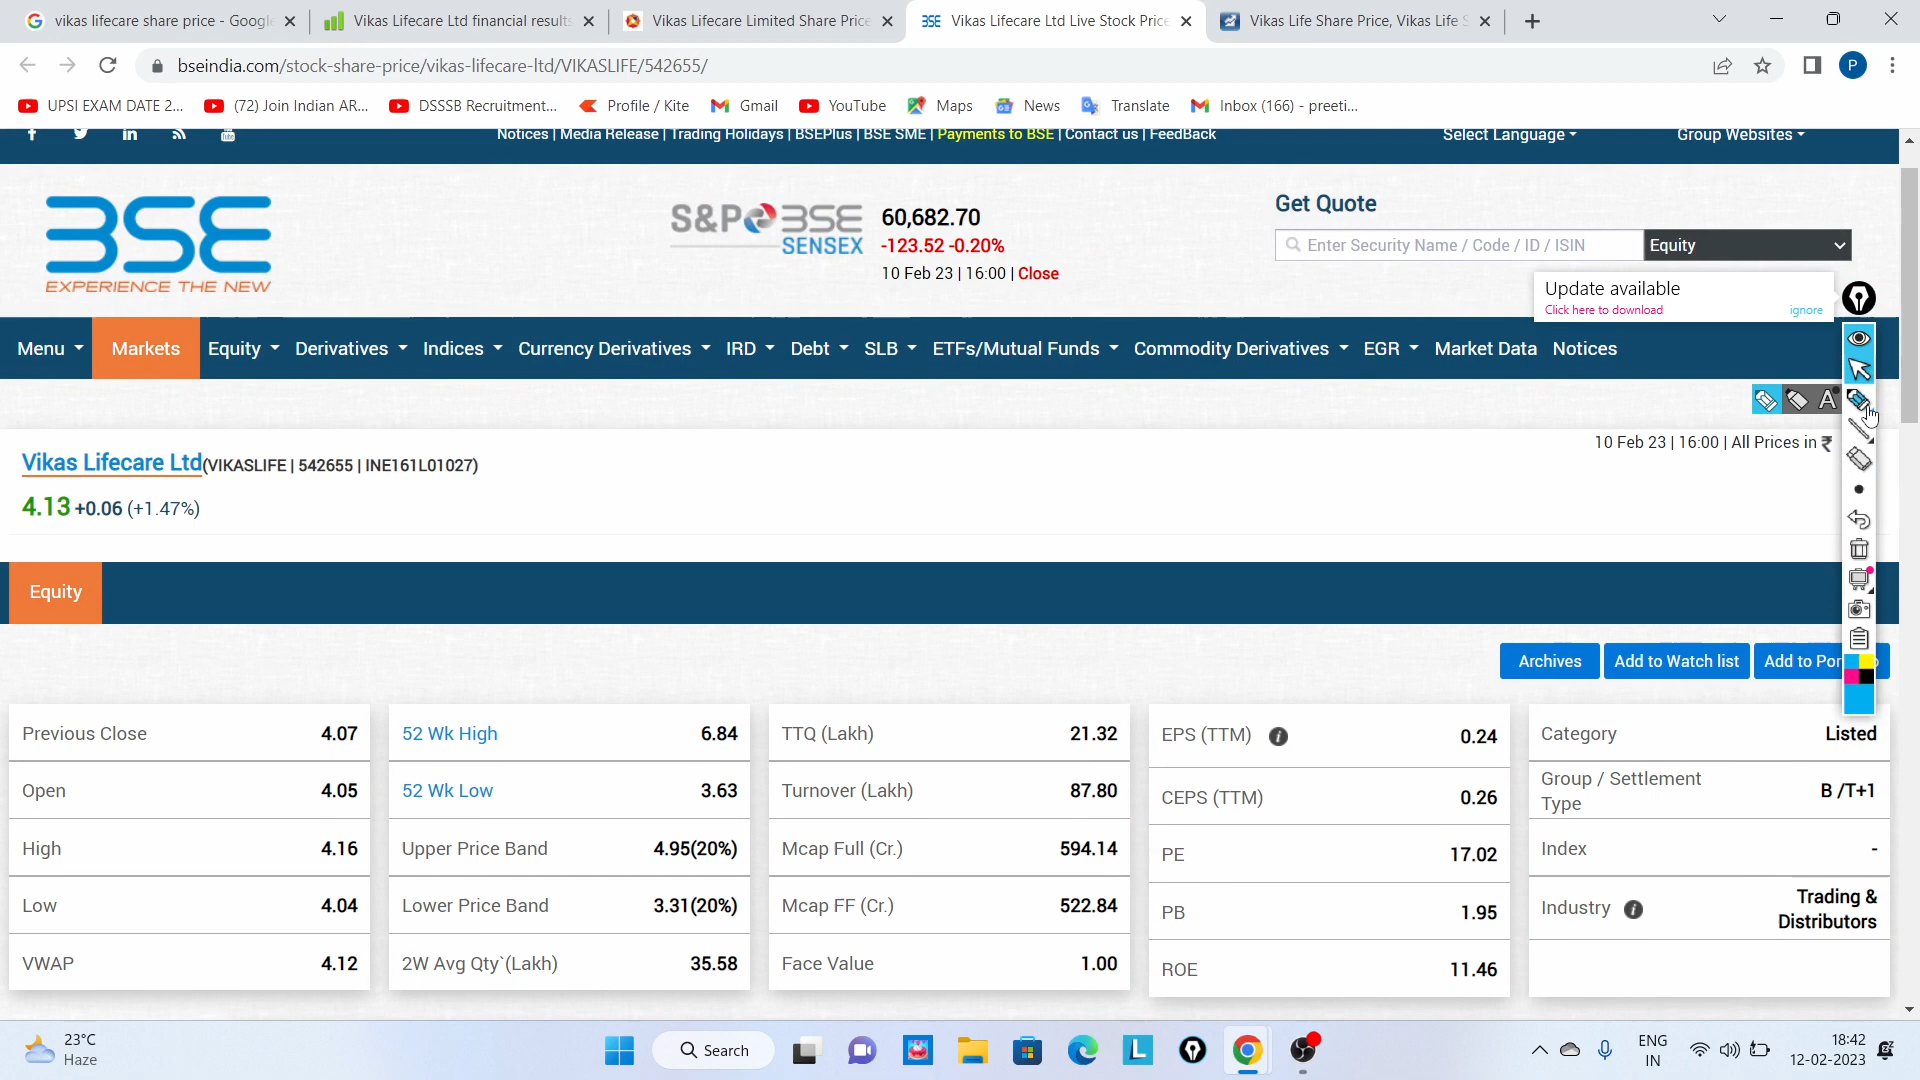 vikas lifecare share price - Google
Vikas Lifecare Ltd financial results
Vikas Lifecare Limited Share Price
Vikas Lifecare Ltd Live Stock Price
Vikas Life Share Price, Vikas Life S
bseindia.com/stock-share-price/vikas-lifecare-ltd/VIKASLIFE/542655/
P
UPSI EXAM DATE 2...
(72) Join Indian AR...
DSSSB Recruitment...
Profile / Kite
Gmail
YouTube
Maps
News
Translate
Inbox (166) - preeti...
Notices | Media Release | Trading Holidays | BSEPlus | BSE SME | Payments to BSE | Contact us | FeedBack
Select Language
Group Websites
BSE
EXPERIENCE THE NEW
S&P BSE
SENSEX
60,682.70
-123.52 -0.20%
10 Feb 23 | 16:00 | Close
Get Quote
Enter Security Name / Code / ID / ISIN
Equity
Update available
Click here to download
ignore
Menu
Markets
Equity
Derivatives
Indices
Currency Derivatives
IRD
Debt
SLB
ETFs/Mutual Funds
Commodity Derivatives
EGR
Market Data
Notices
A
Vikas Lifecare Ltd(VIKASLIFE | 542655 | INE161L01027)
10 Feb 23 | 16:00 | All Prices in ₹
4.13 +0.06 (+1.47%)
Equity
Archives
Add to Watch list
Add to Por
Previous Close 4.07
Open 4.05
High 4.16
Low 4.04
VWAP 4.12
52 Wk High 6.84
52 Wk Low 3.63
Upper Price Band 4.95(20%)
Lower Price Band 3.31(20%)
2W Avg Qty`(Lakh) 35.58
TTQ (Lakh) 21.32
Turnover (Lakh) 87.80
Mcap Full (Cr.) 594.14
Mcap FF (Cr.) 522.84
Face Value 1.00
EPS (TTM) 0.24
CEPS (TTM) 0.26
PE 17.02
PB 1.95
ROE 11.46
Category Listed
Group / Settlement
Type B /T+1
Index -
Industry Trading &
Distributors
23°C
Haze
Search
ENG
IN
18:42
12-02-2023